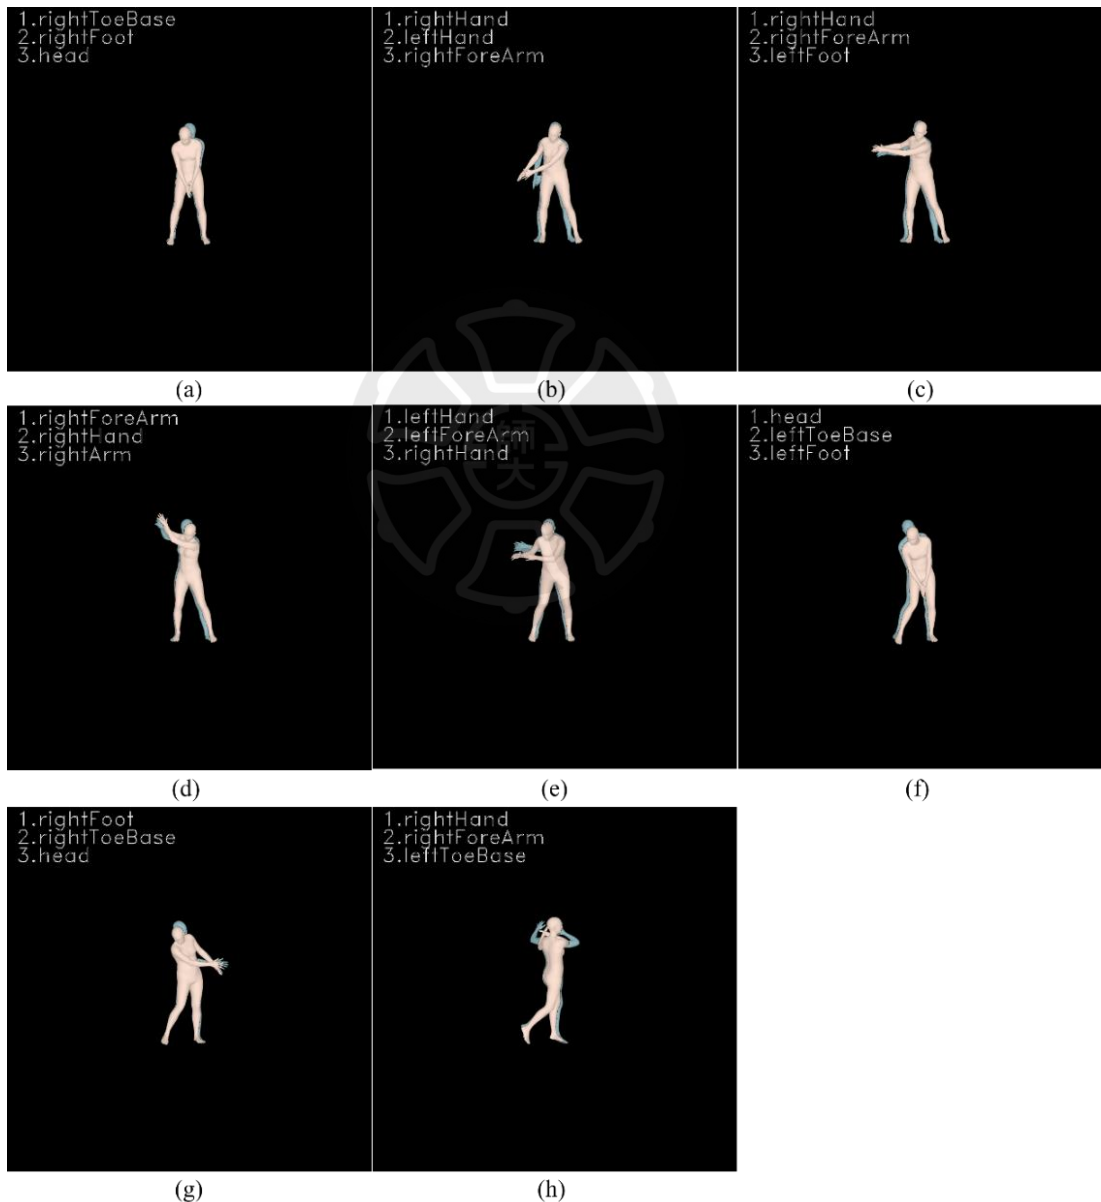 1.rightToeBase
2.rightFoot
3.head
1.rightHand
2.leftHand
3.rightForeArm
1.rightHand
2.rightForeArm
3.leftFoot
(a)
(b)
(c)
1.rightForeArm
2.rightHand
3.rightArm
1.leftHand
2.leftForeArm
3.rightHand
1.head
2.leftToeBase
3.leftFoot
師大
(d)
(e)
(f)
1.rightFoot
2.rightToeBase
3.head
1.rightHand
2.rightForeArm
3.leftToeBase
(g)
(h)